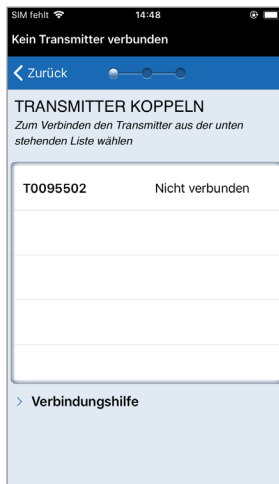 SIM fehlt 14:48
Kein Transmitter verbunden
Zurück
TRANSMITTER KOPPELN
Zum Verbinden den Transmitter aus der unten
stehenden Liste wählen
T0095502 Nicht verbunden
Verbindungshilfe